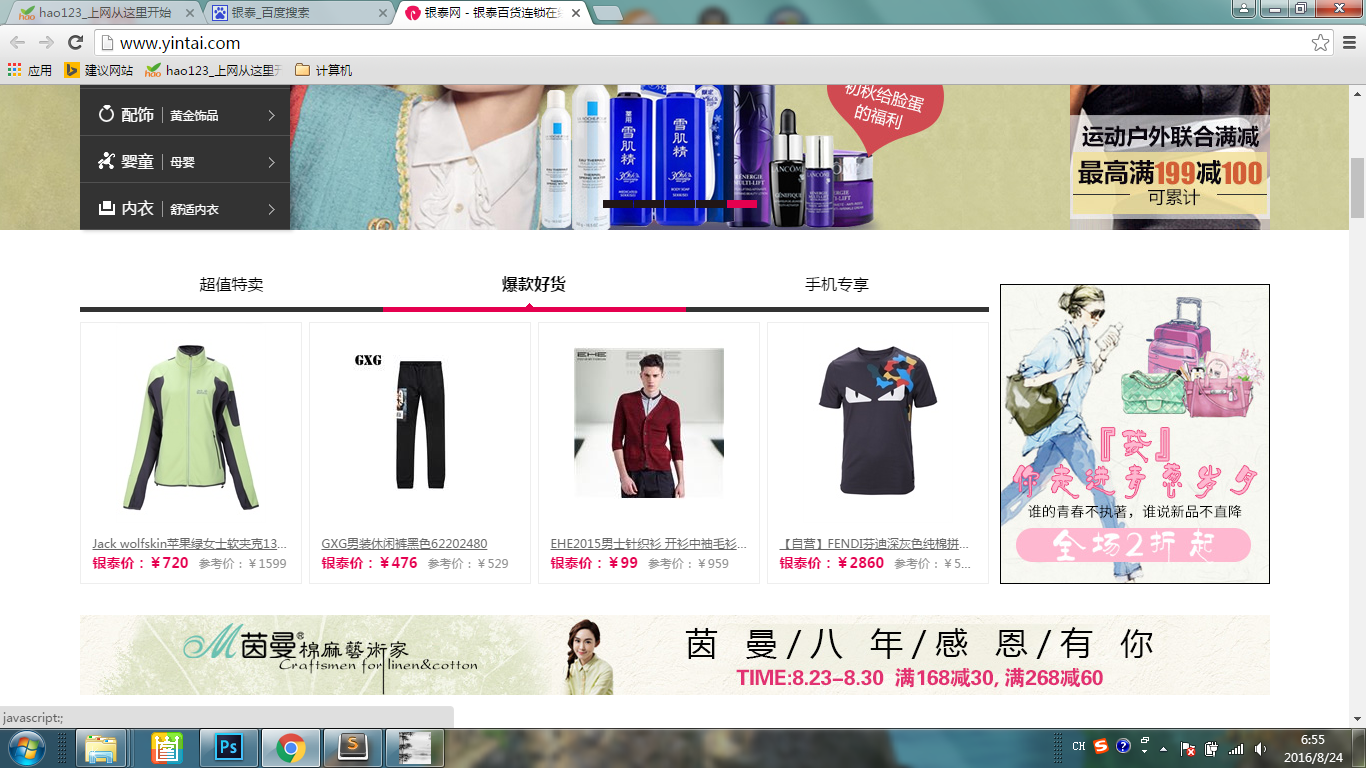 hao123_上网从这里开始
银泰_百度搜索
银泰网 - 银泰百货连锁在
www.yintai.com
应用
建议网站
hao123_上网从这里开
计算机
配饰 | 黄金饰品
婴童 | 母婴
内衣 | 舒适内衣
雪肌精
雪肌精
LANCÔME
初秋给脸蛋
的福利
运动户外联合满减
最高满199减100
可累计
超值特卖
爆款好货
手机专享
GXG
EHE
Jack wolfskin苹果绿女士软夹克13...
银泰价：￥720 参考价：￥1599
GXG男装休闲裤黑色62202480
银泰价：￥476 参考价：￥529
EHE2015男士针织衫 开衫中袖毛衫...
银泰价：￥99 参考价：￥959
【自营】FENDI芬迪深灰色纯棉拼...
银泰价：￥2860 参考价：￥5...
你走进青葱岁月
谁的青春不执著，谁说新品不直降
全场2折起
茵曼® 棉麻藝術家
Craftsmen for linen&cotton
茵曼/八年/感恩/有你
TIME:8.23-8.30 满168减30, 满268减60
javascript:;
Ps
S
CH
S
6:55
2016/8/24